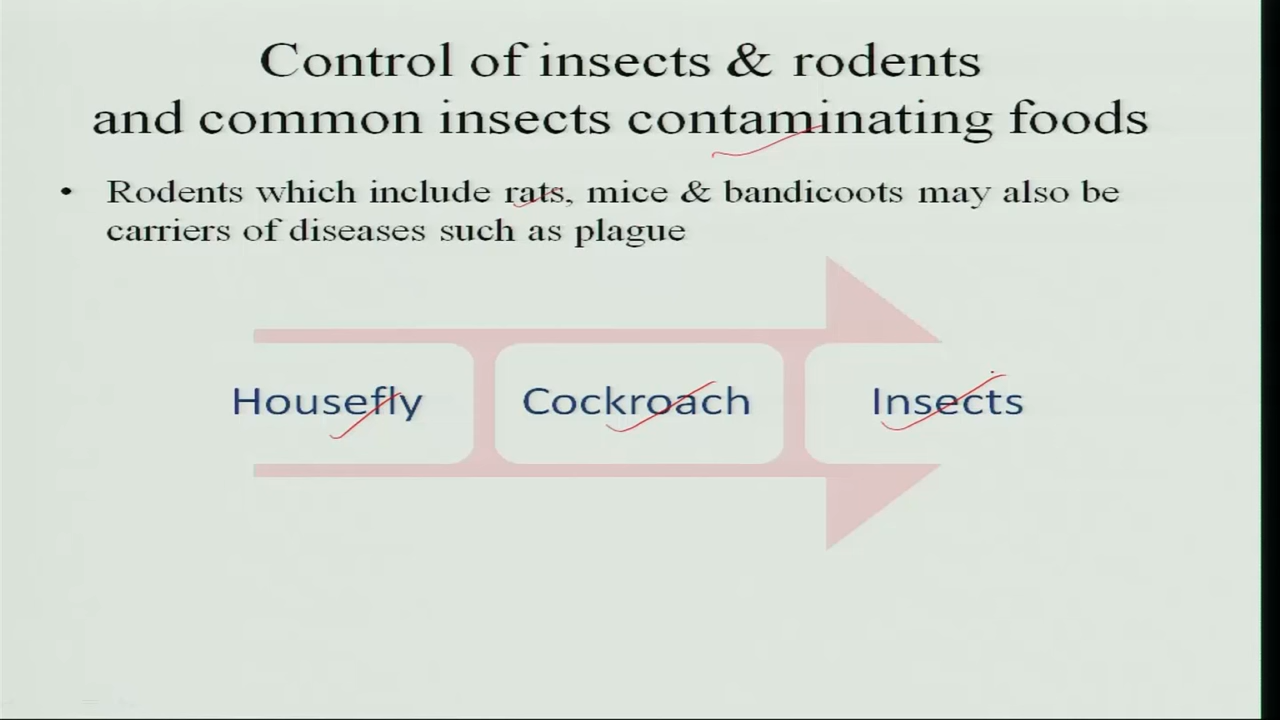 Control of insects & rodents
and common insects contaminating foods
• Rodents which include rats, mice & bandicoots may also be
carriers of diseases such as plague
Housefly
Cockroach
Insects